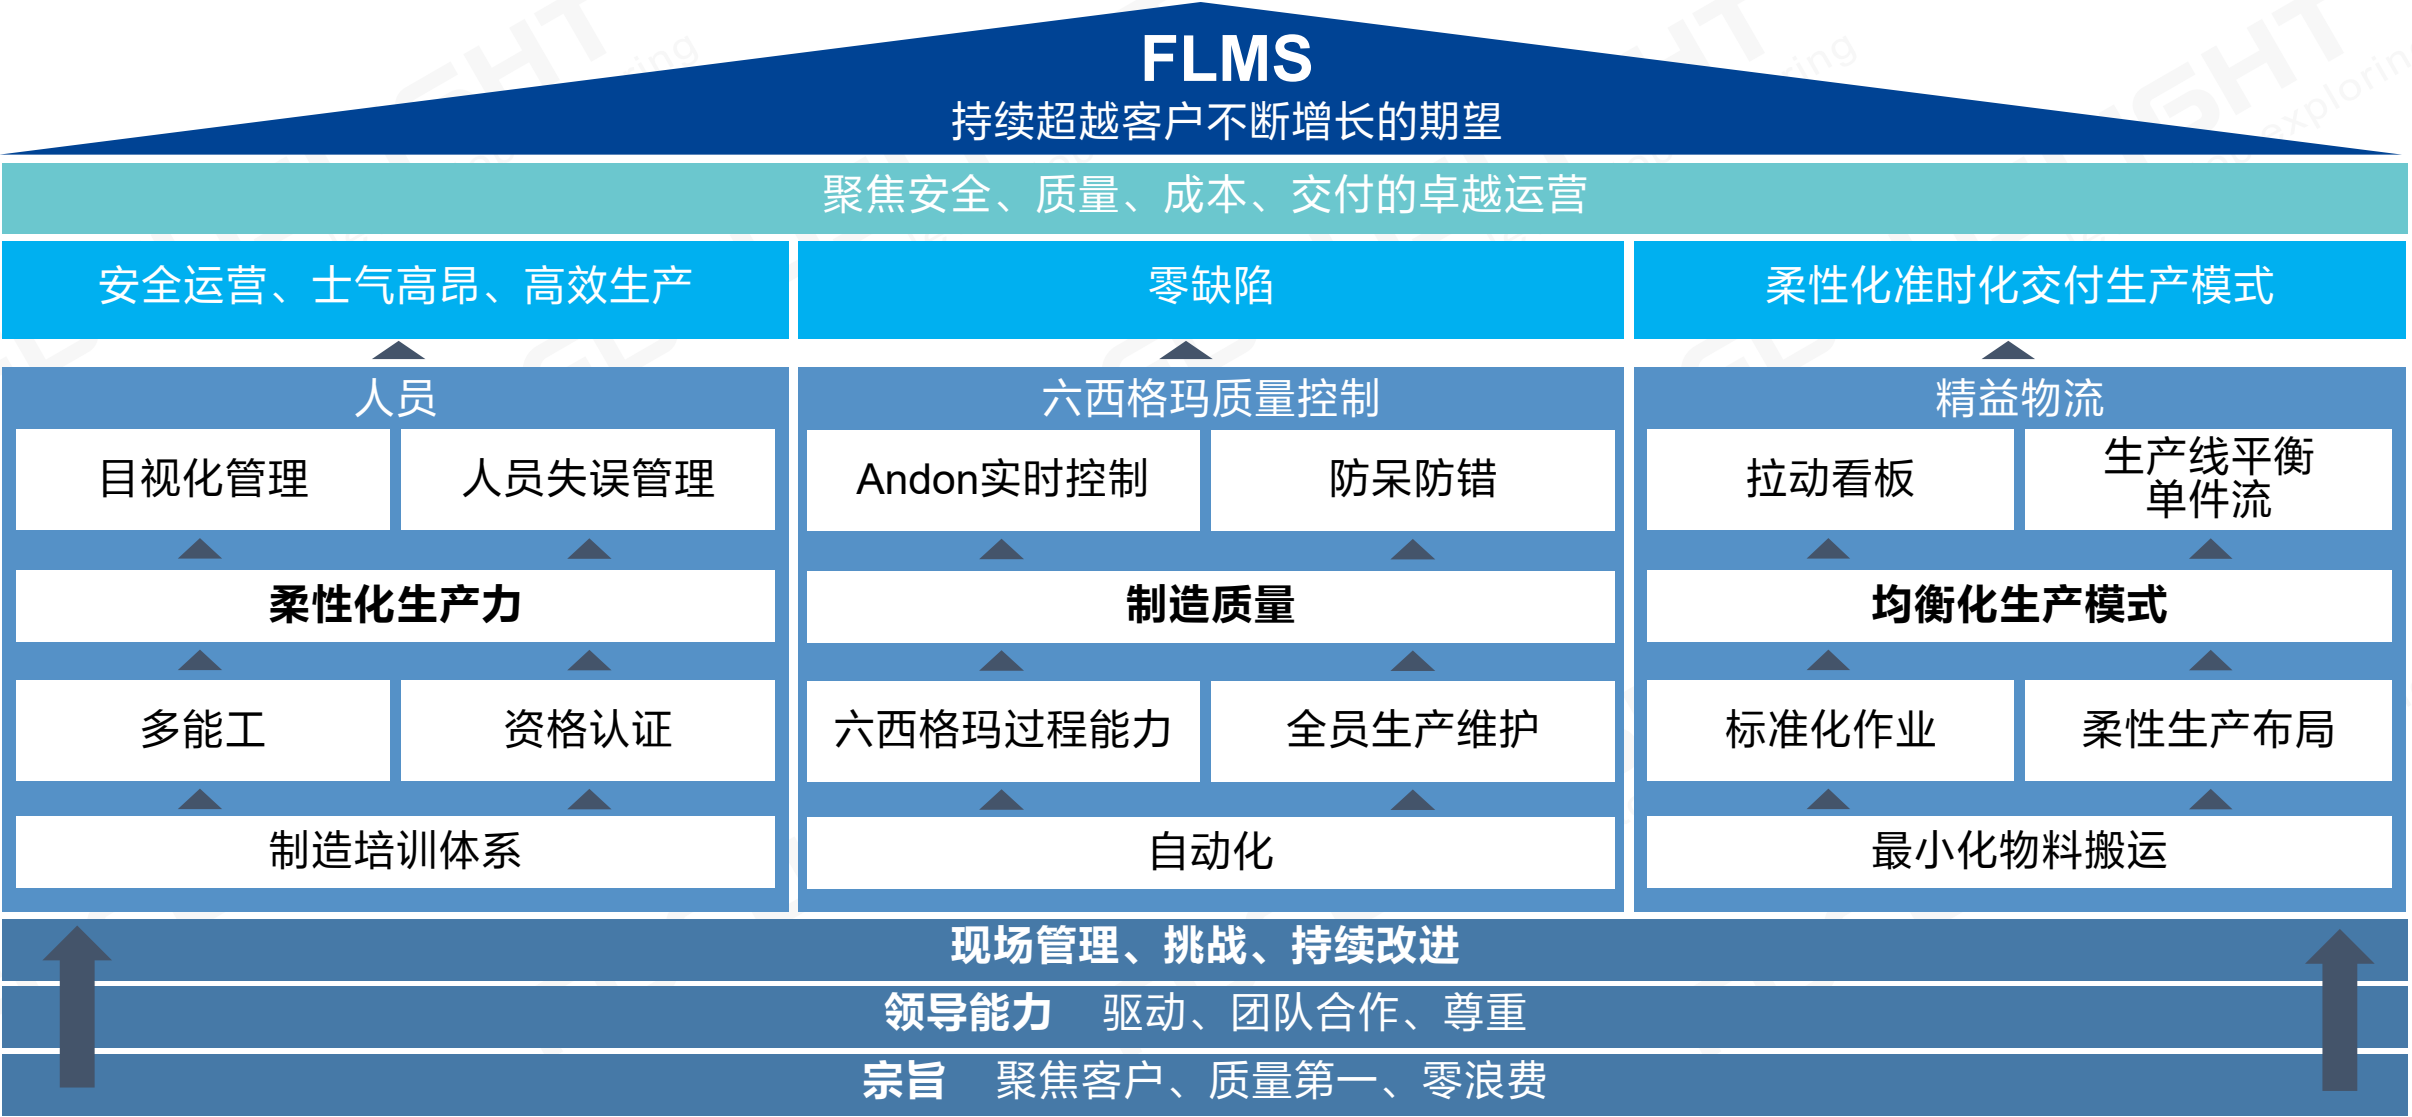 FLMS
持续超越客户不断增长的期望
聚焦安全、质量、成本、交付的卓越运营
安全运营、士气高昂、高效生产
零缺陷
柔性化准时化交付生产模式
人员
六西格玛质量控制
精益物流
目视化管理
人员失误管理
Andon实时控制
防呆防错
拉动看板
生产线平衡
单件流
柔性化生产力
制造质量
均衡化生产模式
多能工
资格认证
六西格玛过程能力
全员生产维护
标准化作业
柔性生产布局
制造培训体系
自动化
最小化物料搬运
现场管理、挑战、持续改进
领导能力 驱动、团队合作、尊重
宗旨 聚焦客户、质量第一、零浪费